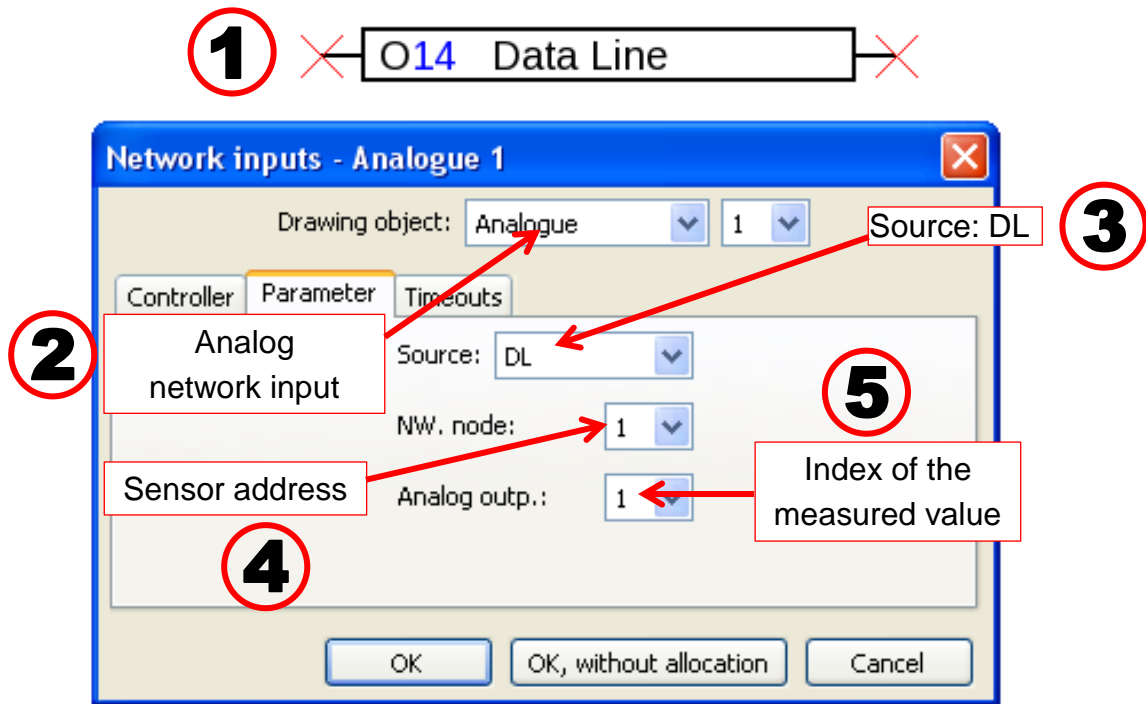 1
O14 Data Line
Network inputs - Analogue 1
Drawing object: Analogue 1
Source: DL
3
Controller Parameter Timeouts
2
Analog
network input
Source: DL
5
NW. node: 1
Index of the
measured value
Sensor address
Analog outp.: 1
4
OK OK, without allocation Cancel